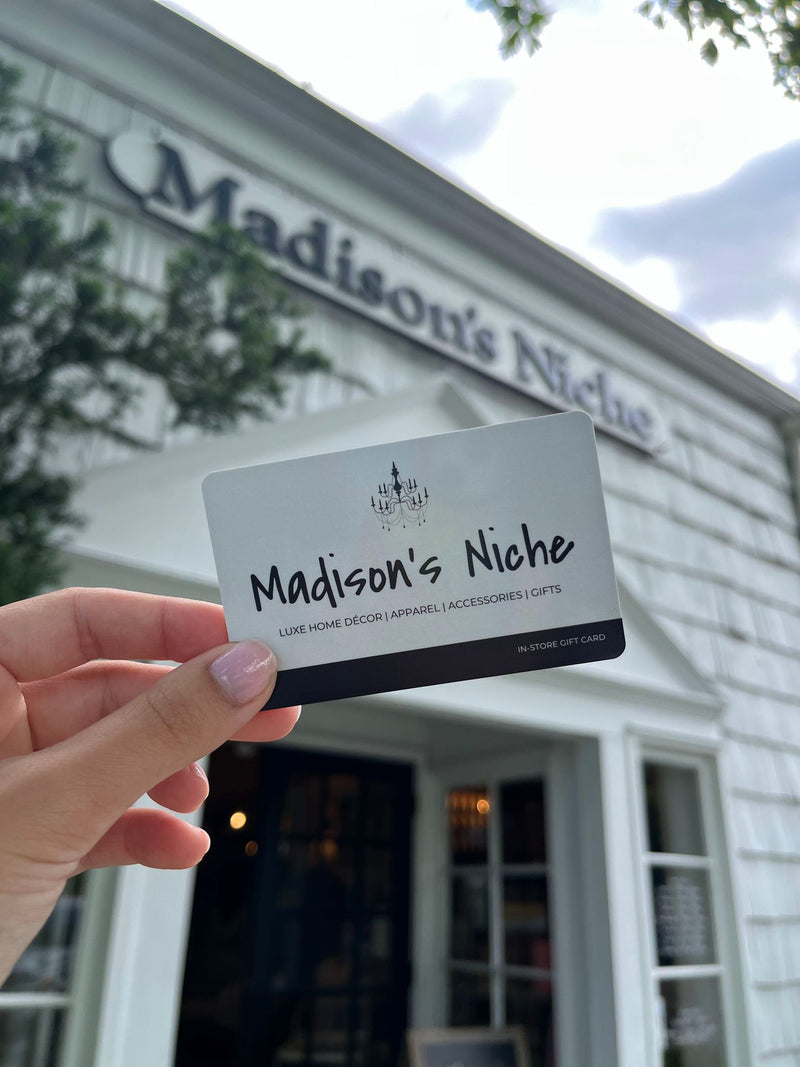 Madison's Niche
Madison's Niche
LUXE HOME DÉCOR | APPAREL | ACCESSORIES | GIFTS
IN-STORE GIFT CARD